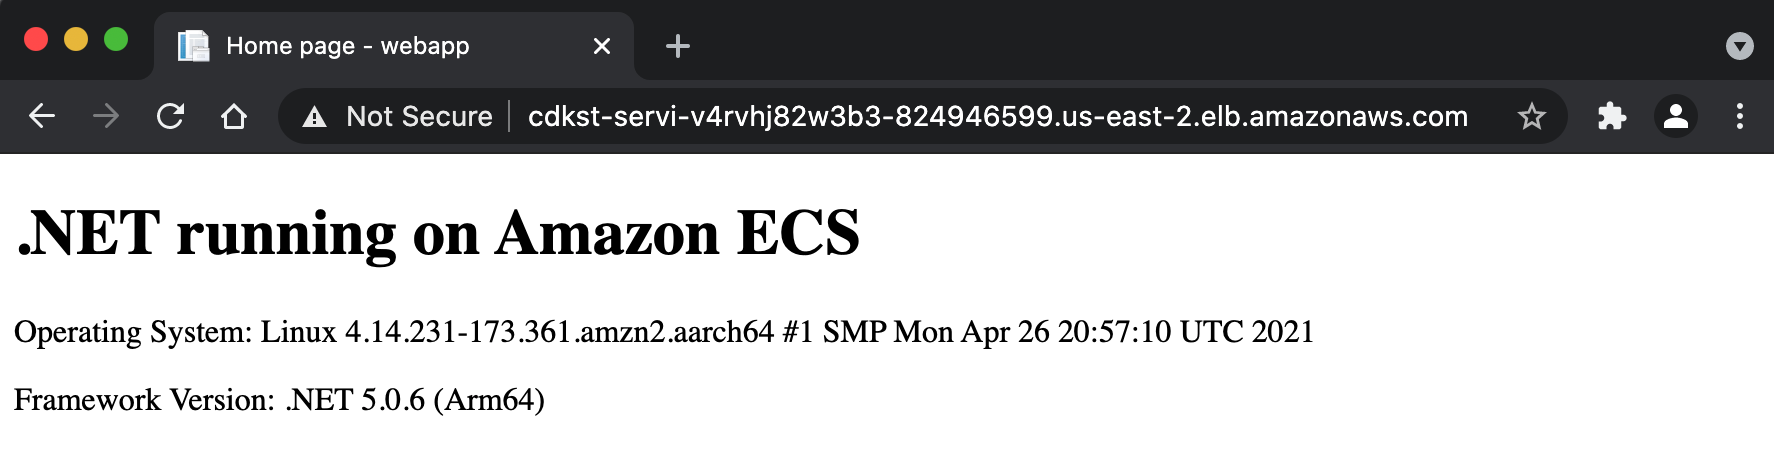 Home page - webapp
Not Secure | cdkst-servi-v4rvhj82w3b3-824946599.us-east-2.elb.amazonaws.com
.NET running on Amazon ECS
Operating System: Linux 4.14.231-173.361.amzn2.aarch64 #1 SMP Mon Apr 26 20:57:10 UTC 2021
Framework Version: .NET 5.0.6 (Arm64)